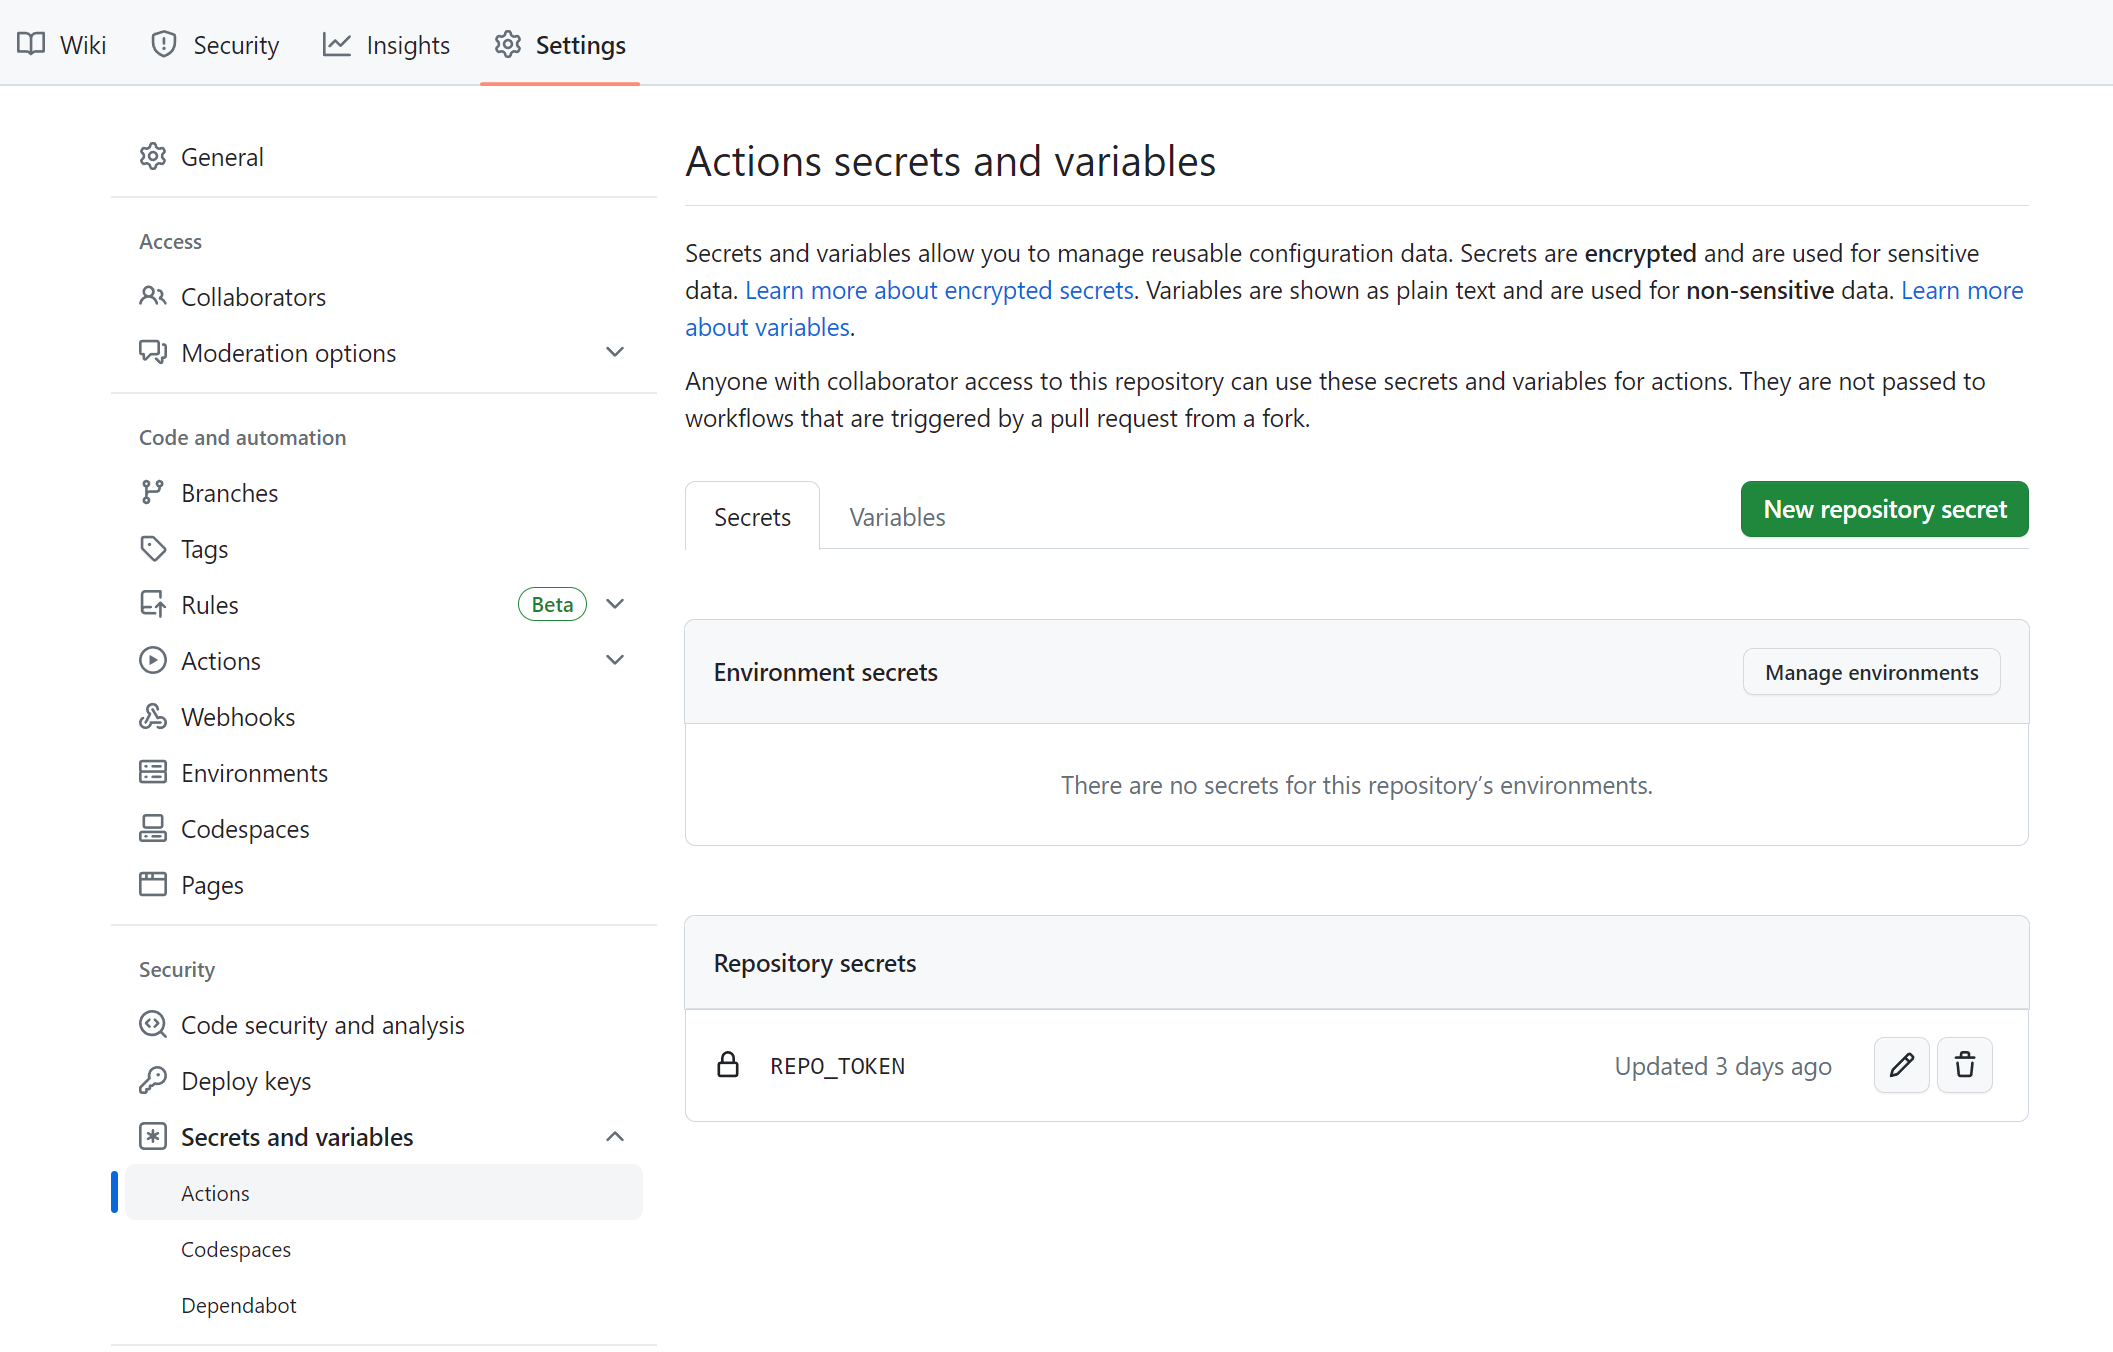 Wiki
Security
Insights
Settings
General
Access
Collaborators
Moderation options
Code and automation
Branches
Tags
Rules
Beta
Actions
Webhooks
Environments
Codespaces
Pages
Security
Code security and analysis
Deploy keys
Secrets and variables
Actions
Codespaces
Dependabot
Actions secrets and variables
Secrets and variables allow you to manage reusable configuration data. Secrets are encrypted and are used for sensitive
data. Learn more about encrypted secrets. Variables are shown as plain text and are used for non-sensitive data. Learn more
about variables.
Anyone with collaborator access to this repository can use these secrets and variables for actions. They are not passed to
workflows that are triggered by a pull request from a fork.
Secrets
Variables
New repository secret
Environment secrets
Manage environments
There are no secrets for this repository’s environments.
Repository secrets
REPO_TOKEN
Updated 3 days ago